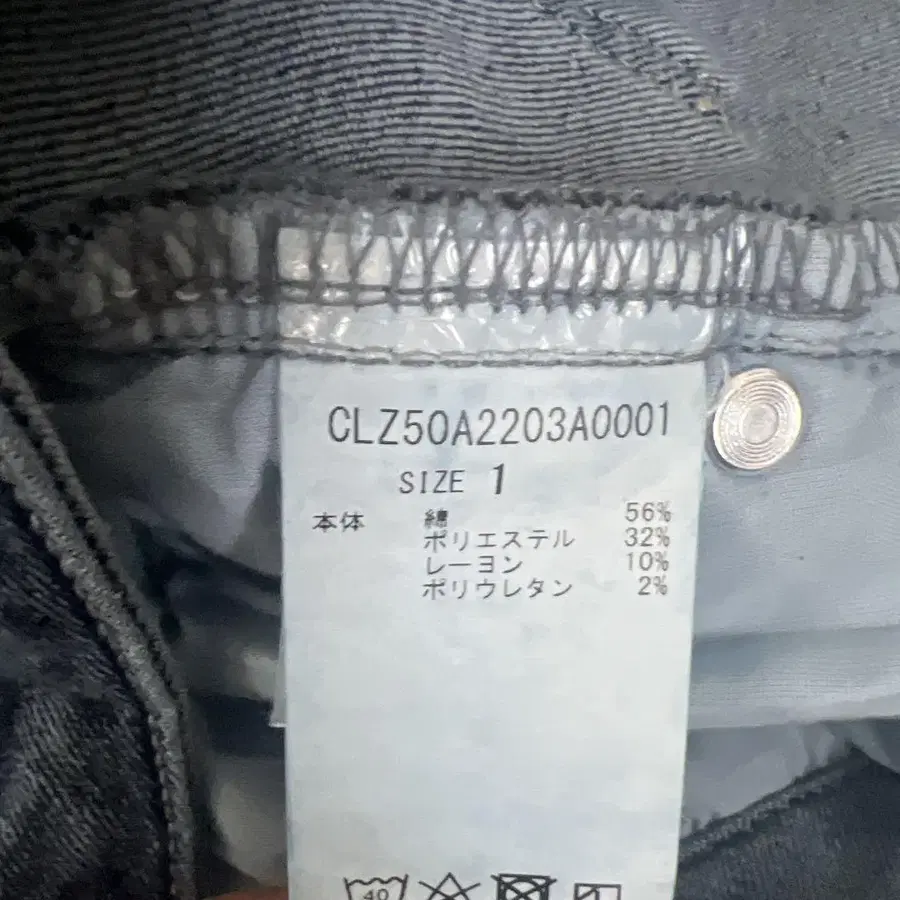 CLZ50A2203A0001
SIZE 1
本体 綿 56%
ポリエステル 32%
レーヨン 10%
ポリウレタン 2%
40